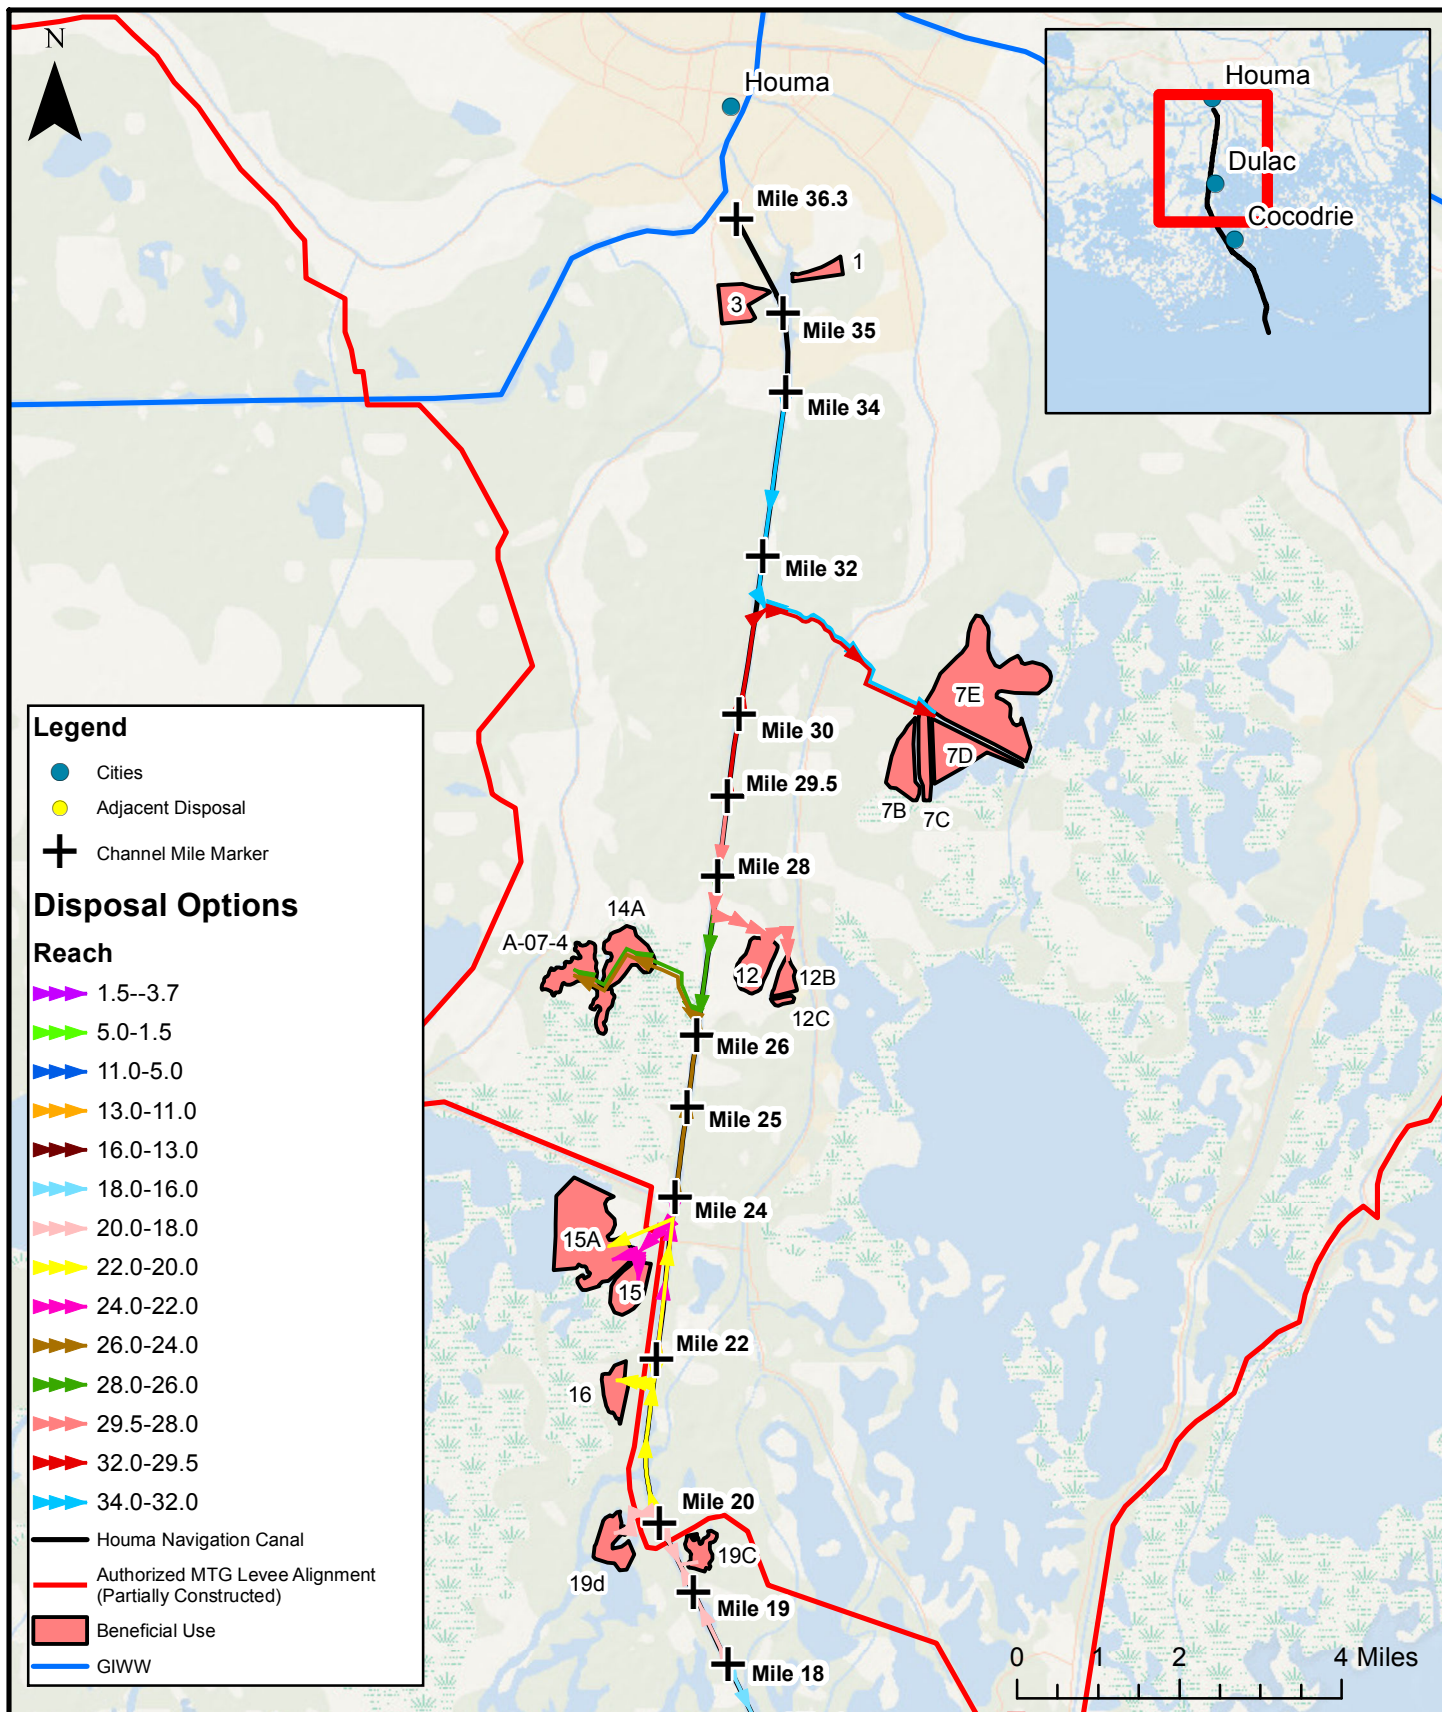 N
Houma
Houma
Dulac
Cocodrie
Mile 36.3
1
3
Mile 35
Mile 34
Mile 32
7E
Mile 30
7D
Mile 29.5
7B
7C
Mile 28
14A
A-07-4
12
12B
12C
Mile 26
Mile 25
Mile 24
15A
15
Mile 22
16
Mile 20
19C
19d
Mile 19
Mile 18
Legend
Cities
Adjacent Disposal
Channel Mile Marker
Disposal Options
Reach
1.5--3.7
5.0-1.5
11.0-5.0
13.0-11.0
16.0-13.0
18.0-16.0
20.0-18.0
22.0-20.0
24.0-22.0
26.0-24.0
28.0-26.0
29.5-28.0
32.0-29.5
34.0-32.0
Houma Navigation Canal
Authorized MTG Levee Alignment
(Partially Constructed)
Beneficial Use
GIWW
0 1 2 4 Miles